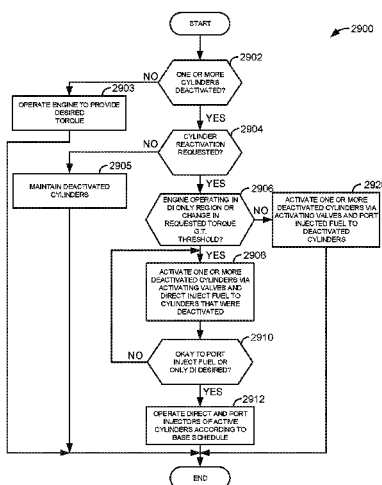 START
2900
2902
ONE OR MORE
CYLINDERS
DEACTIVATED?
NO
2903
OPERATE ENGINE TO PROVIDE
DESIRED
TORQUE
YES
2904
CYLINDER
REACTIVATION
REQUESTED?
NO
2905
MAINTAIN DEACTIVATED
CYLINDERS
YES
2906
ENGINE OPERATING IN
DI ONLY REGION OR
CHANGE IN
REQUESTED TORQUE
G.T.
THRESHOLD?
NO
2920
ACTIVATE ONE OR MORE
DEACTIVATED CYLINDERS VIA
ACTIVATING VALVES AND PORT
INJECTED FUEL TO
DEACTIVATED
CYLINDERS
YES
2908
ACTIVATE ONE OR MORE
DEACTIVATED CYLINDERS VIA
ACTIVATING VALVES AND
DIRECT INJECT FUEL TO
CYLINDERS THAT WERE
DEACTIVATED
2910
OKAY TO PORT
INJECT FUEL OR
ONLY DI DESIRED?
NO
YES
2912
OPERATE DIRECT AND PORT
INJECTORS OF ACTIVE
CYLINDERS ACCORDING TO
BASE SCHEDULE
END